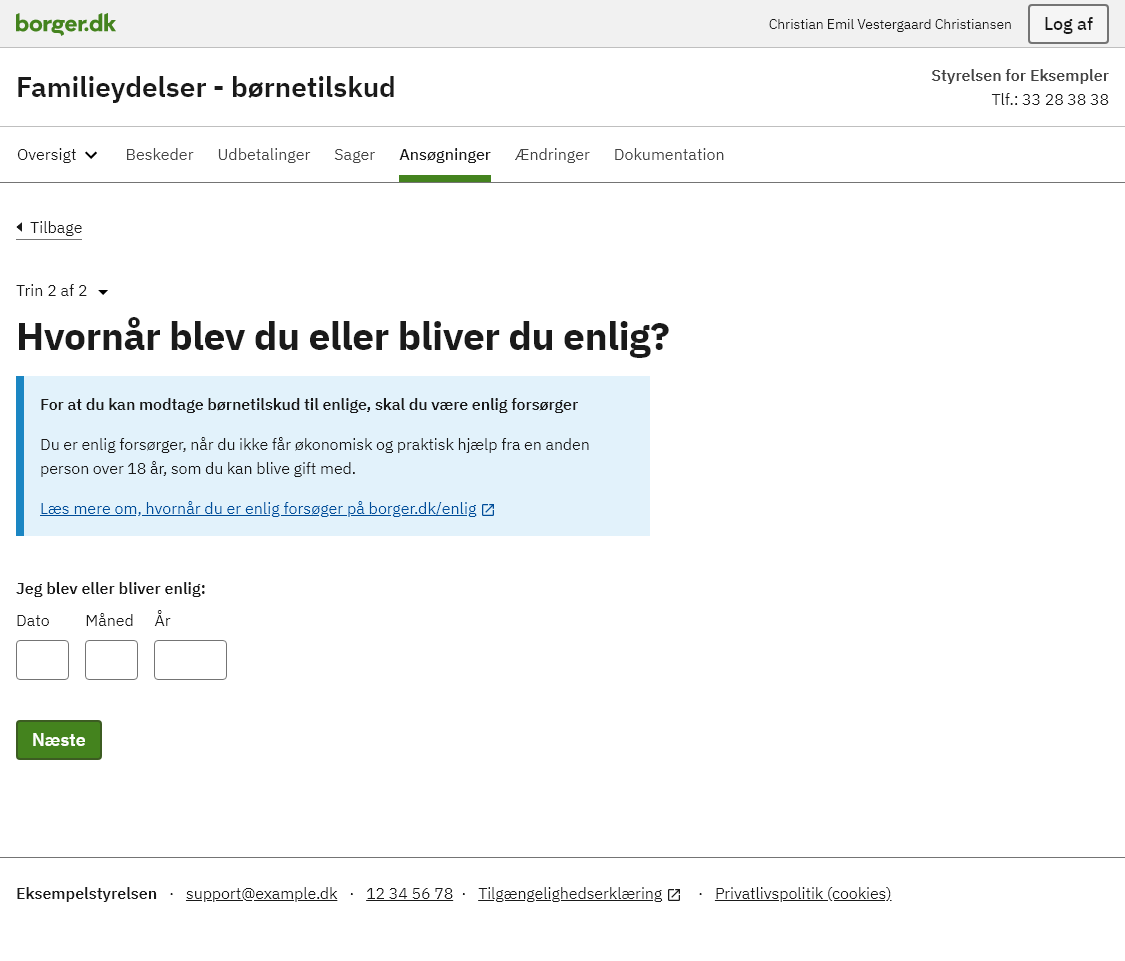 borger.dk
Christian Emil Vestergaard Christiansen
Log af
Familieydelser - børnetilskud
Styrelsen for Eksempler
Tlf.: 33 28 38 38
Oversigt Beskeder Udbetalinger Sager Ansøgninger Ændringer Dokumentation
Tilbage
Trin 2 af 2
Hvornår blev du eller bliver du enlig?
For at du kan modtage børnetilskud til enlige, skal du være enlig forsørger
Du er enlig forsørger, når du ikke får økonomisk og praktisk hjælp fra en anden
person over 18 år, som du kan blive gift med.
Læs mere om, hvornår du er enlig forsøger på borger.dk/enlig
Jeg blev eller bliver enlig:
Dato Måned År
Næste
Eksempelstyrelsen · support@example.dk · 12 34 56 78 · Tilgængelighedserklæring · Privatlivspolitik (cookies)